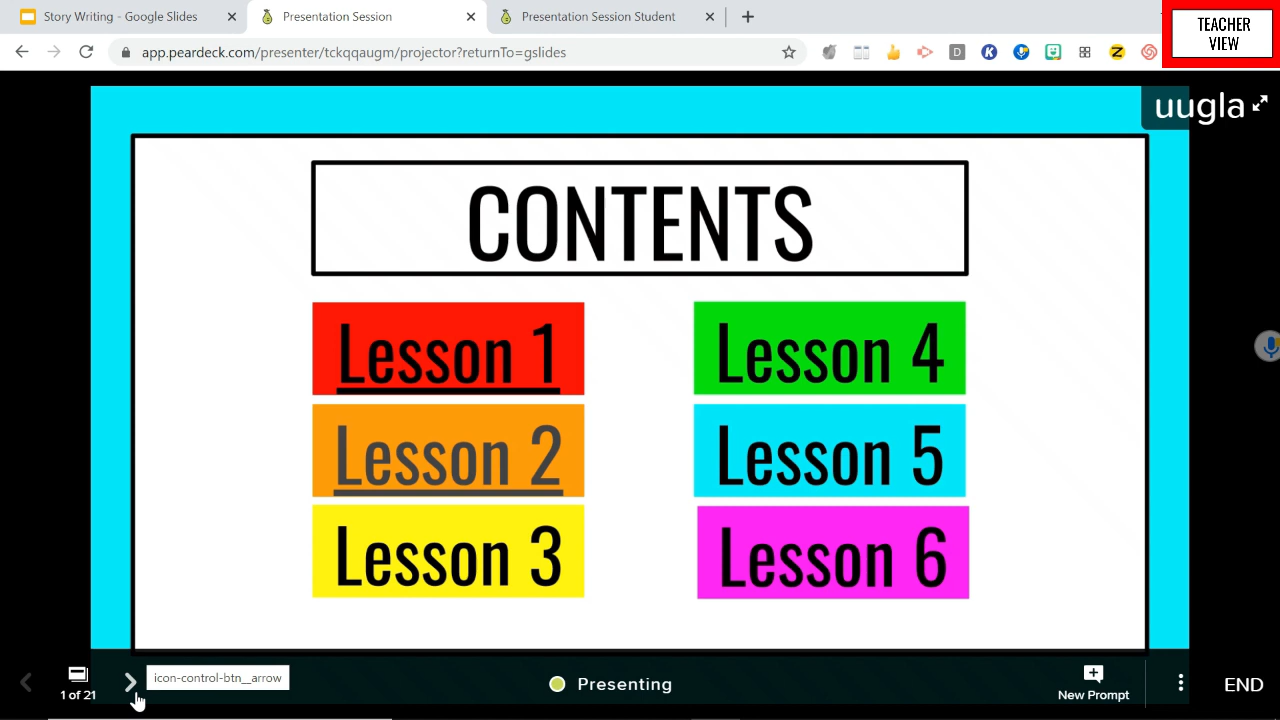 Story Writing - Google Slides
Presentation Session
Presentation Session Student
TEACHER
VIEW
app.peardeck.com/presenter/tckqgaugm/projector?returnTo=gslides
uugla
CONTENTS
Lesson 1
Lesson 4
Lesson 2
Lesson 5
Lesson 3
Lesson 6
icon-control-btn__arrow
1 of 21
Presenting
New Prompt
END